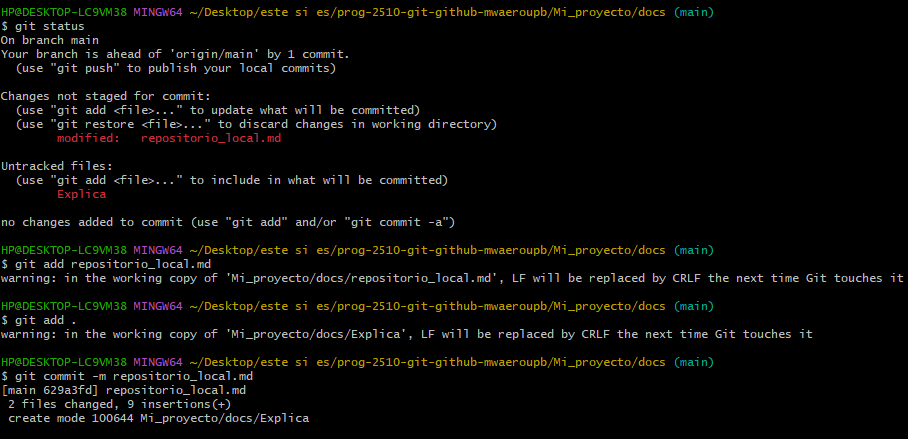 HP@DESKTOP-LC9VM38 MINGW64 ~/Desktop/este si es/prog-2510-git-github-mwaeroupb/Mi_proyecto/docs (main)
$ git status
On branch main
Your branch is ahead of 'origin/main' by 1 commit.
  (use "git push" to publish your local commits)

Changes not staged for commit:
  (use "git add <file>..." to update what will be committed)
  (use "git restore <file>..." to discard changes in working directory)
        modified:   repositorio_local.md

Untracked files:
  (use "git add <file>..." to include in what will be committed)
        Explica

no changes added to commit (use "git add" and/or "git commit -a")

HP@DESKTOP-LC9VM38 MINGW64 ~/Desktop/este si es/prog-2510-git-github-mwaeroupb/Mi_proyecto/docs (main)
$ git add repositorio_local.md
warning: in the working copy of 'Mi_proyecto/docs/repositorio_local.md', LF will be replaced by CRLF the next time Git touches it

HP@DESKTOP-LC9VM38 MINGW64 ~/Desktop/este si es/prog-2510-git-github-mwaeroupb/Mi_proyecto/docs (main)
$ git add .
warning: in the working copy of 'Mi_proyecto/docs/Explica', LF will be replaced by CRLF the next time Git touches it

HP@DESKTOP-LC9VM38 MINGW64 ~/Desktop/este si es/prog-2510-git-github-mwaeroupb/Mi_proyecto/docs (main)
$ git commit -m repositorio_local.md
[main 629a3fd] repositorio_local.md
 2 files changed, 9 insertions(+)
 create mode 100644 Mi_proyecto/docs/Explica